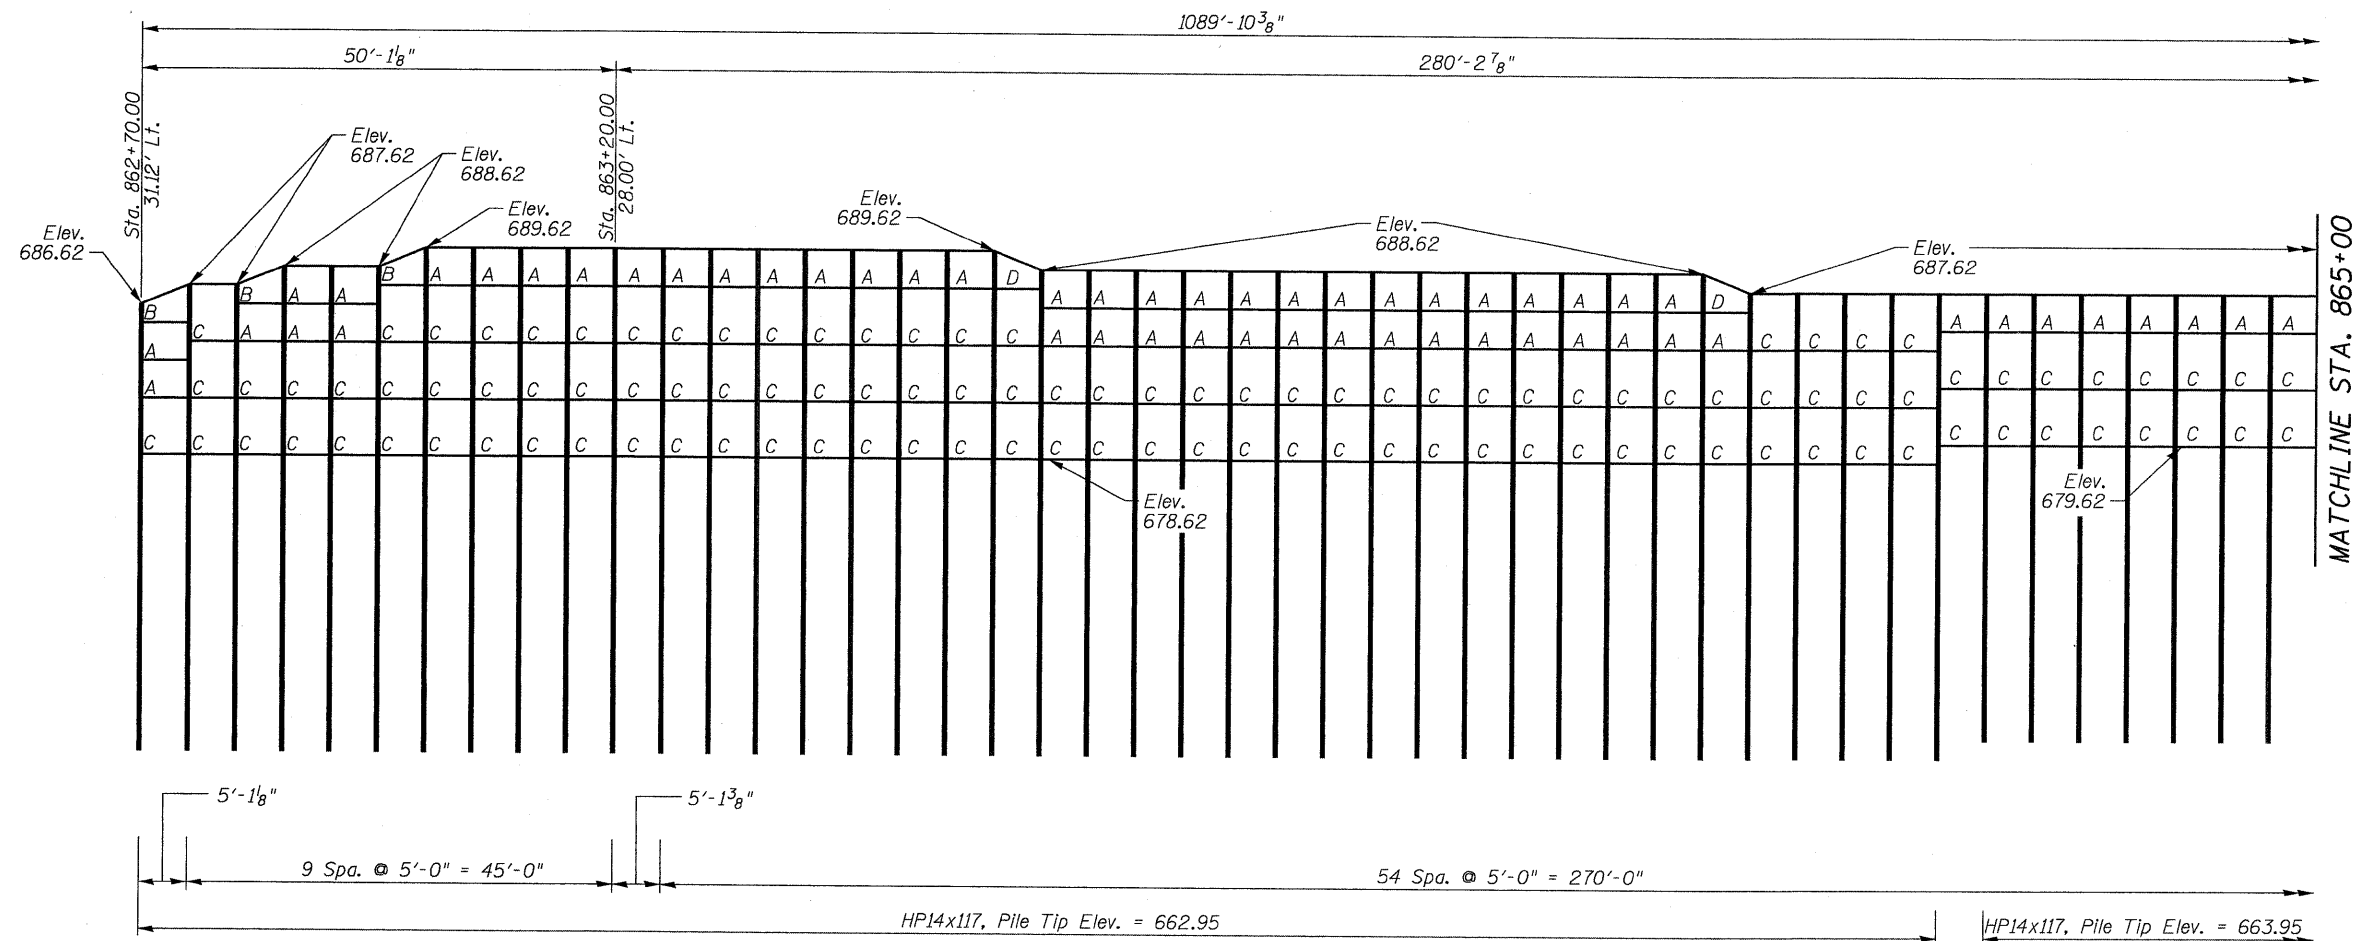 1089'-10 3/8"
50'-1 1/8"
280'-2 7/8"
Sta. 862+70.00
31.12' Lt.
Sta. 863+20.00
28.00' Lt.
Elev.
686.62
Elev.
687.62
Elev.
688.62
Elev.
689.62
Elev.
689.62
Elev.
688.62
Elev.
687.62
MATCHLINE STA. 865+00
B A A A A A A A A A A A A D
B A A A A A A A A A A A A A A A A D
B
A A A A A A A A
C A A A C C C C C C C C C C C C C C A A A A A A A A A A A A A A A C C C C
A
A C C C C C C C C C C C C C C C C C C C C C C C C C C C C C C C C C C C C C
C C C C C C C C
C C C C C C C C C C C C C C C C C C C C C C C C C C C C C C C C C C C C C C
C C C C C C C C
Elev.
678.62
Elev.
679.62
5'-1 1/8"
5'-1 3/8"
9 Spa. @ 5'-0" = 45'-0"
54 Spa. @ 5'-0" = 270'-0"
HP14x117, Pile Tip Elev. = 662.95
HP14x117, Pile Tip Elev. = 663.95